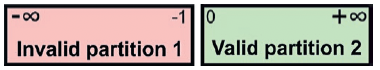 -∞ -1 0 +∞
Invalid partition 1 Valid partition 2